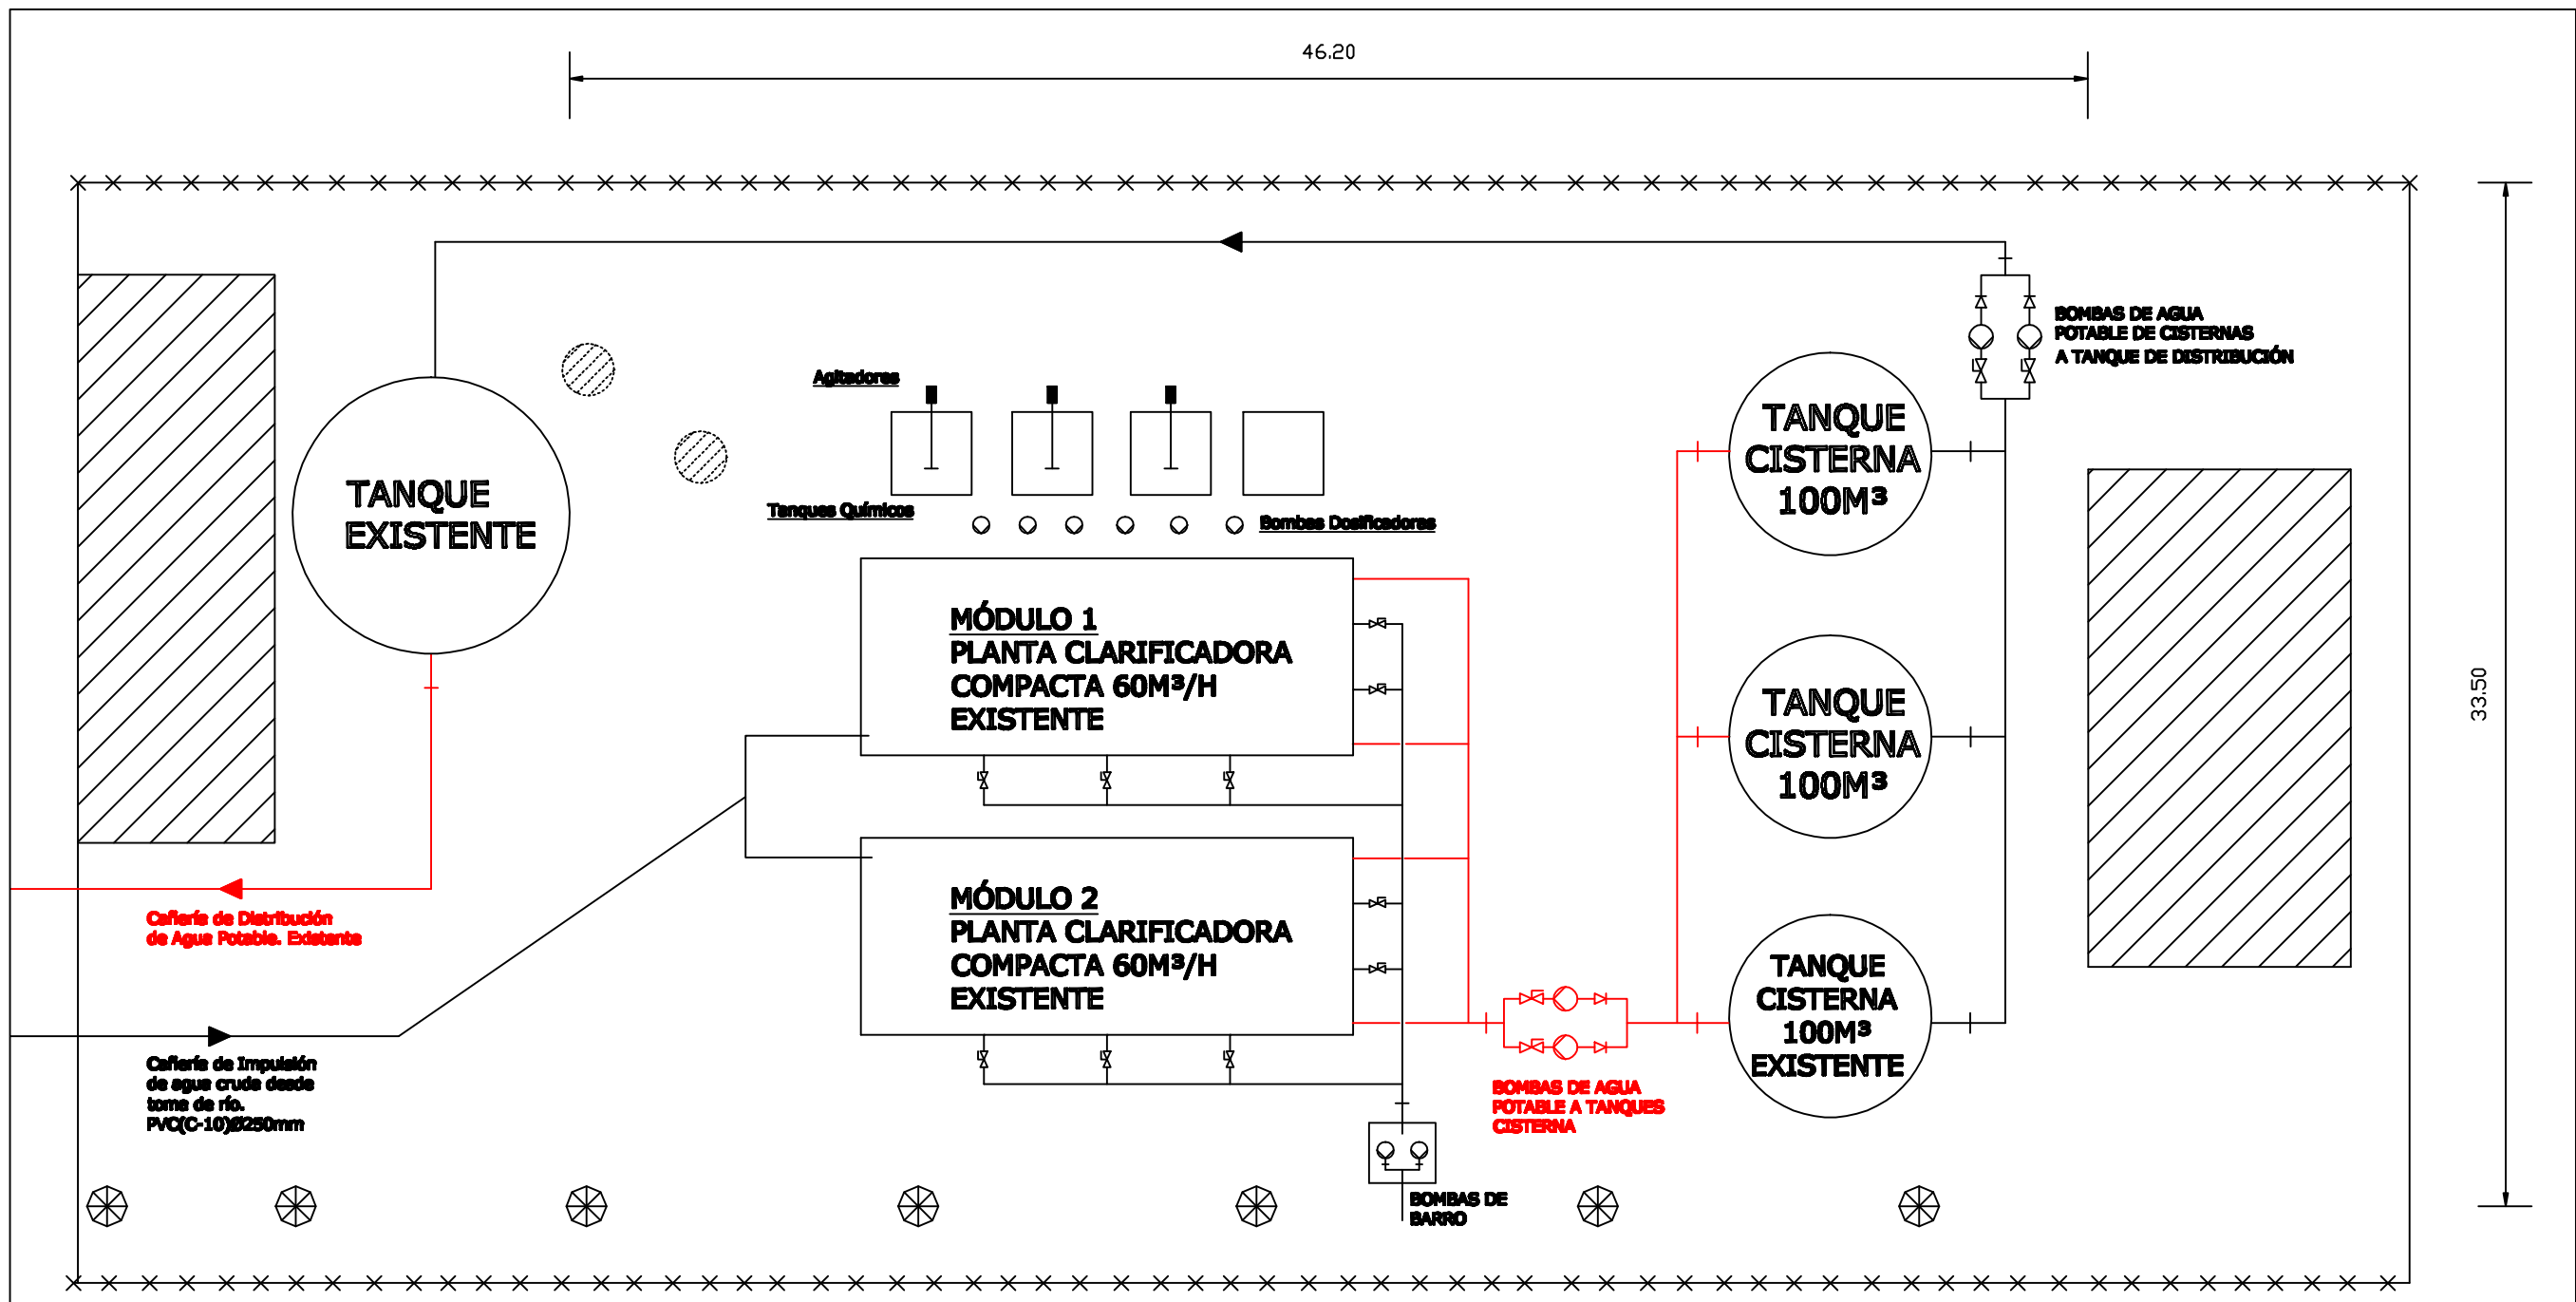 46.20
BOMBAS DE AGUA
POTABLE DE CISTERNAS
A TANQUE DE DISTRIBUCIÓN
Agitadores
TANQUE
CISTERNA
100M³
TANQUE
EXISTENTE
Tanques Químicos
Bombas Dosificadoras
MÓDULO 1
PLANTA CLARIFICADORA
COMPACTA 60M³/H
EXISTENTE
TANQUE
CISTERNA
100M³
33.50
MÓDULO 2
PLANTA CLARIFICADORA
COMPACTA 60M³/H
EXISTENTE
Cañería de Distribución
de Agua Potable. Existente
TANQUE
CISTERNA
100M³
EXISTENTE
Cañería de Impulsión
de agua cruda desde
toma de río.
PVC(C-10)Ø250mm
BOMBAS DE AGUA
POTABLE A TANQUES
CISTERNA
BOMBAS DE
BARRO